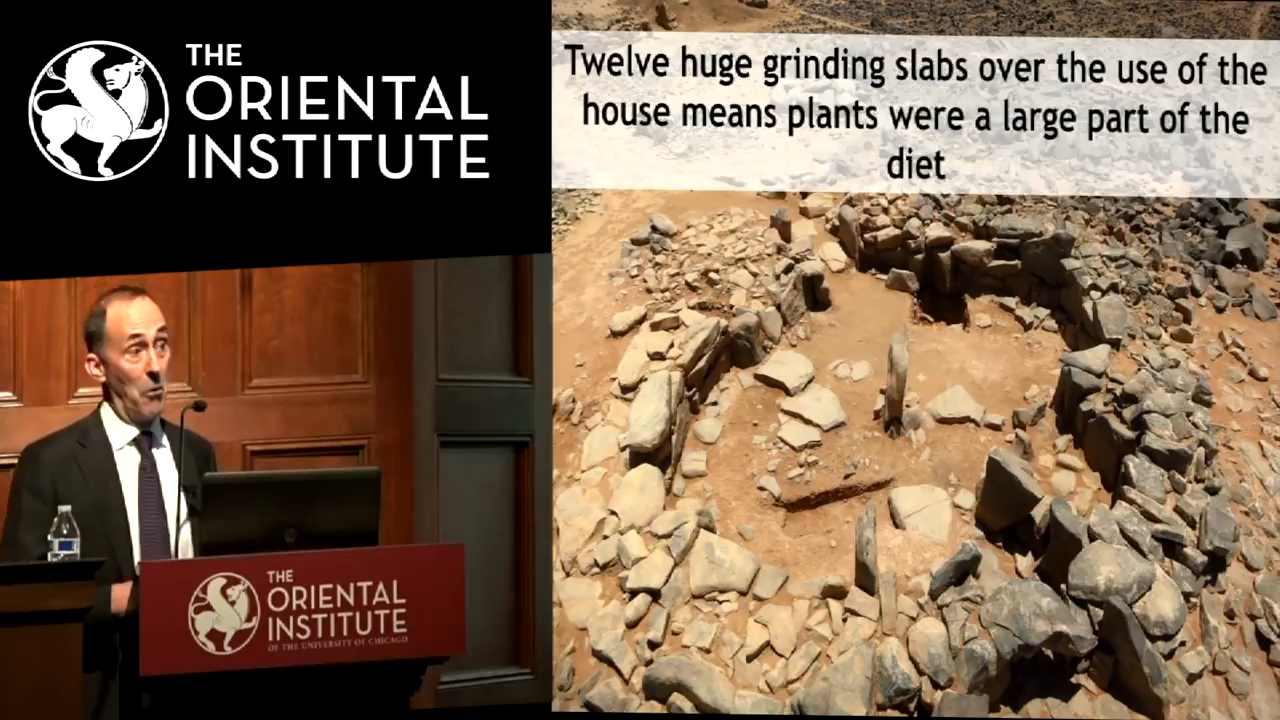 THE
ORIENTAL
INSTITUTE
Twelve huge grinding slabs over the use of the
house means plants were a large part of the
diet
THE
ORIENTAL
INSTITUTE
OF THE UNIVERSITY OF CHICAGO